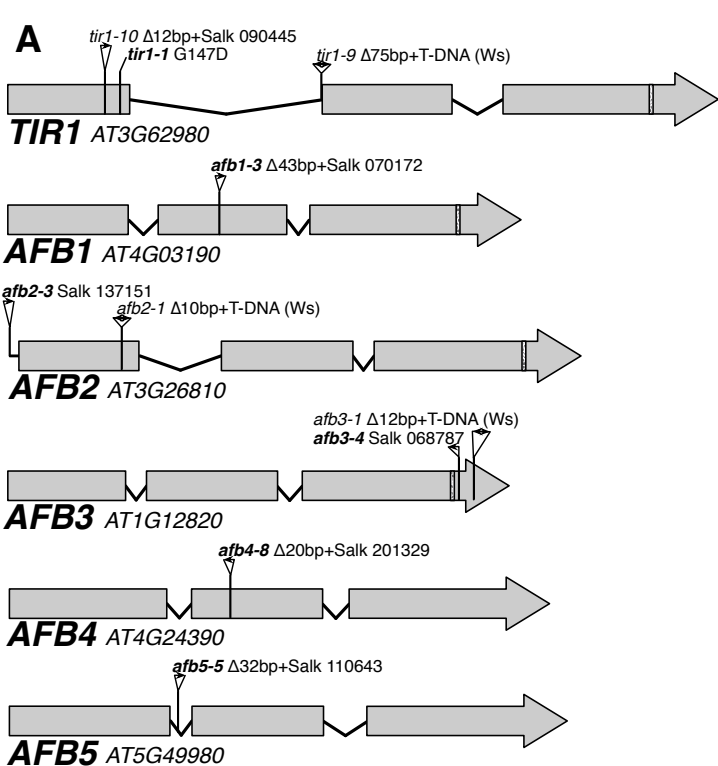 A
tir1-10 Δ12bp+Salk 090445
tir1-1 G147D
tir1-9 Δ75bp+T-DNA (Ws)
TIR1 AT3G62980
afb1-3 Δ43bp+Salk 070172
AFB1 AT4G03190
afb2-3 Salk 137151
afb2-1 Δ10bp+T-DNA (Ws)
AFB2 AT3G26810
afb3-1 Δ12bp+T-DNA (Ws)
afb3-4 Salk 068787
AFB3 AT1G12820
afb4-8 Δ20bp+Salk 201329
AFB4 AT4G24390
afb5-5 Δ32bp+Salk 110643
AFB5 AT5G49980